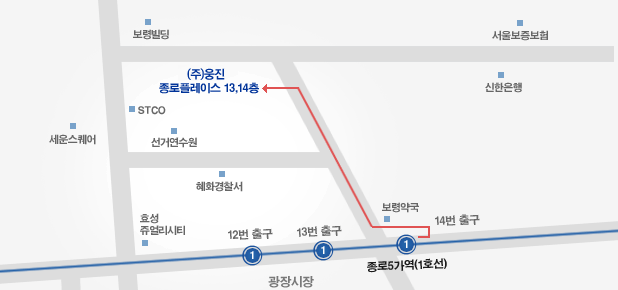 보령빌딩
서울보증보험
(주)웅진
종로플레이스 13,14층
신한은행
STCO
세운스퀘어
선거연수원
혜화경찰서
보령약국
효성
쥬얼리시티
12번 출구
13번 출구
14번 출구
1
1
1
종로5가역(1호선)
광장시장